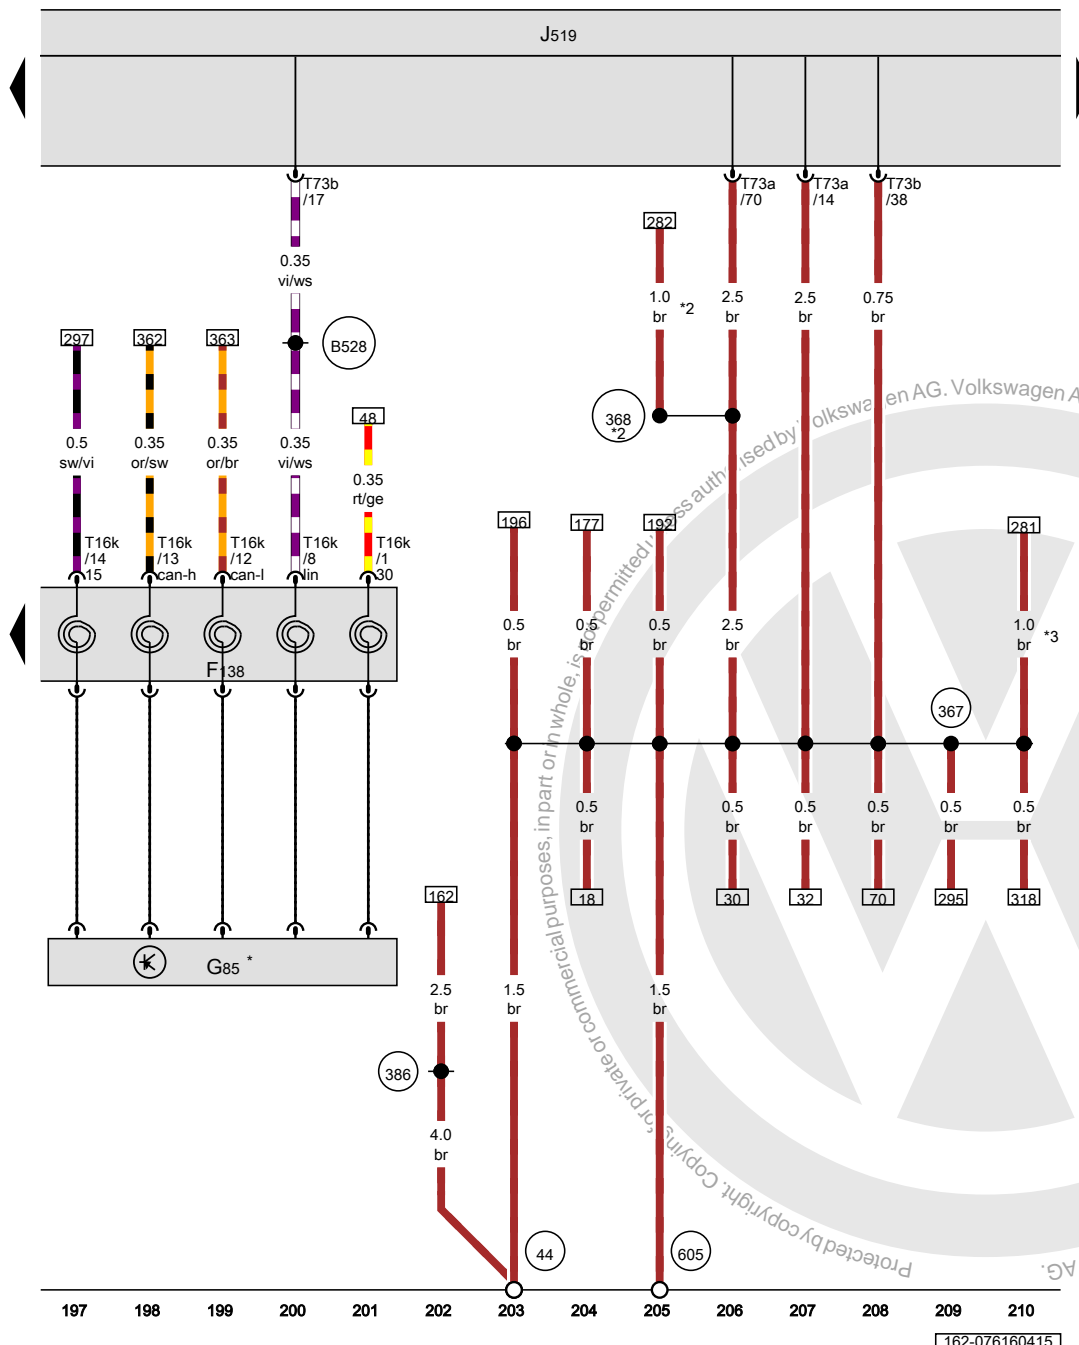 J519
T73b
/17
T73a
/70
T73a
/14
T73b
/38
282
0.35
vi/ws
1.0
br
*2
2.5
br
2.5
br
0.75
br
297
362
363
B528
48
368
*2
0.5
sw/vi
0.35
or/sw
0.35
or/br
0.35
vi/ws
0.35
rt/ge
196
177
192
281
T16k
/14
15
T16k
/13
can-h
T16k
/12
can-l
T16k
/8
lin
T16k
/1
30
F138
0.5
br
0.5
br
0.5
br
2.5
br
1.0
br
*3
367
0.5
br
0.5
br
0.5
br
0.5
br
0.5
br
0.5
br
162
18
30
32
70
295
318
G85 *
2.5
br
1.5
br
1.5
br
386
4.0
br
44
605
197 198 199 200 201 202 203 204 205 206 207 208 209 210
162-076160415
Protected by copyright. Copying for private or commercial purposes, in part or in whole, is not permitted unless authorised by Volkswagen AG. Volkswagen A
AG.